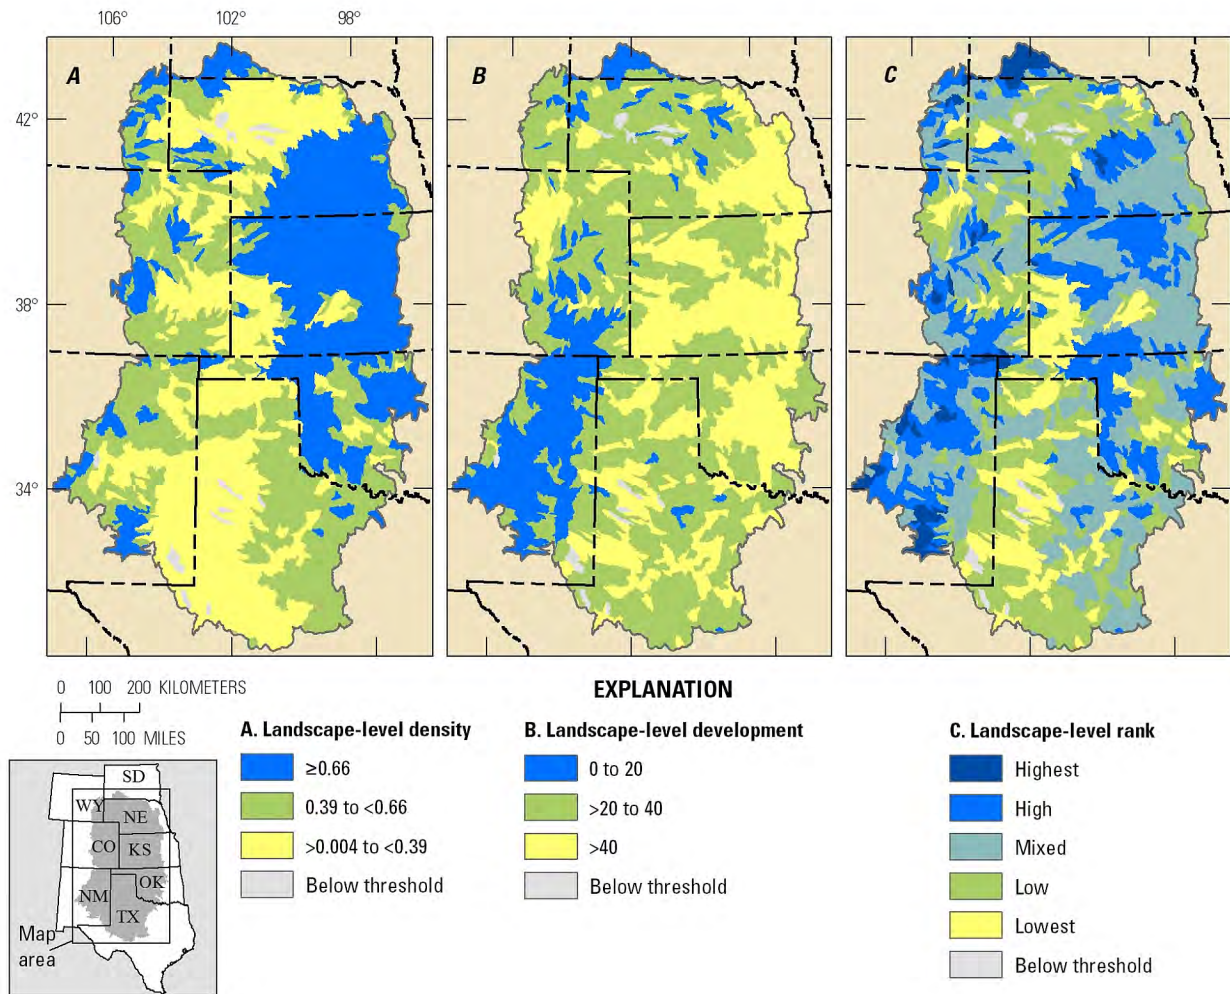 106° 102° 98°
A B C
42°
38°
34°
0 100 200 KILOMETERS
0 50 100 MILES
EXPLANATION
A. Landscape-level density
≥0.66
0.39 to <0.66
>0.004 to <0.39
Below threshold
B. Landscape-level development
0 to 20
>20 to 40
>40
Below threshold
C. Landscape-level rank
Highest
High
Mixed
Low
Lowest
Below threshold
SD
WY
NE
CO KS
OK
NM
TX
Map
area